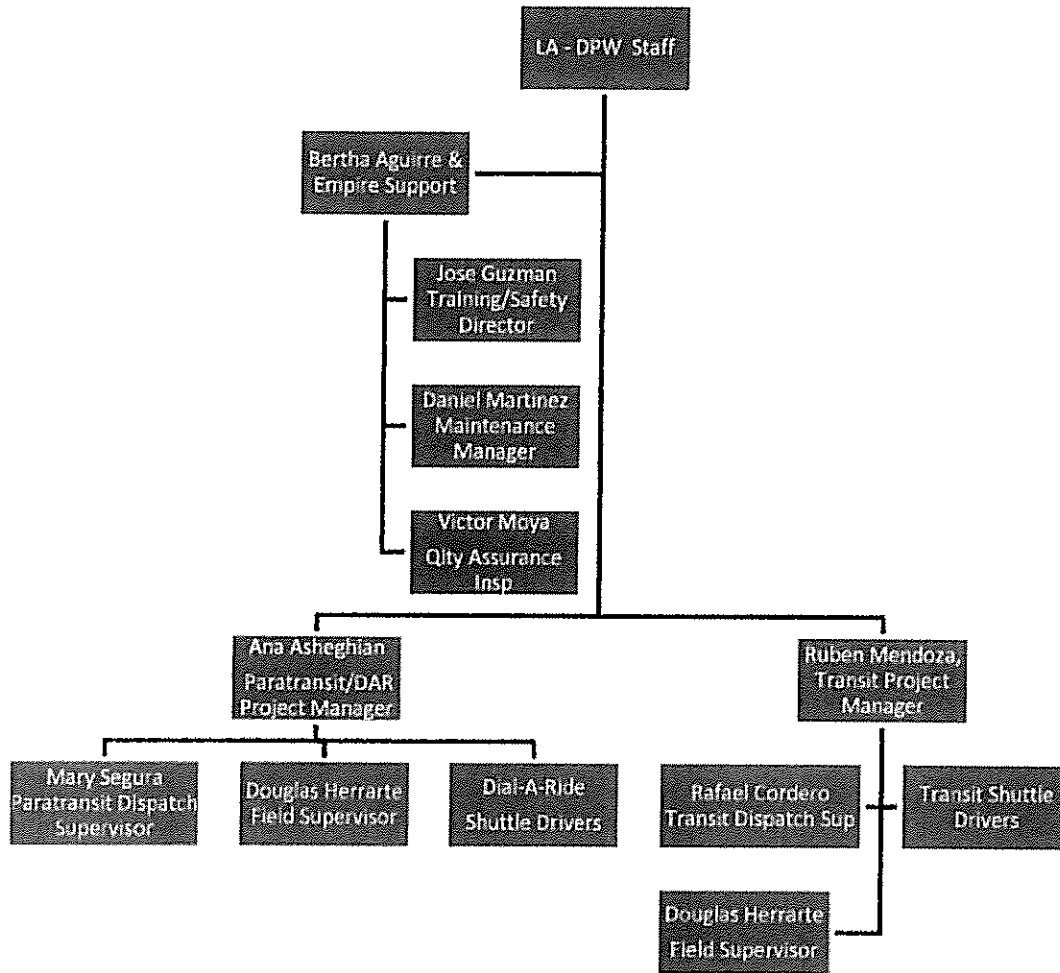 LA - DPW Staff
Bertha Aguirre &
Empire Support
Jose Guzman
Training/Safety
Director
Daniel Martinez
Maintenance
Manager
Victor Moya
Qlty Assurance
Insp
Ana Asheghian
Paratransit/DAR
Project Manager
Ruben Mendoza,
Transit Project
Manager
Mary Segura
Paratransit Dispatch
Supervisor
Douglas Herrarte
Field Supervisor
Dial-A-Ride
Shuttle Drivers
Rafael Cordero
Transit Dispatch Sup
Transit Shuttle
Drivers
Douglas Herrarte
Field Supervisor